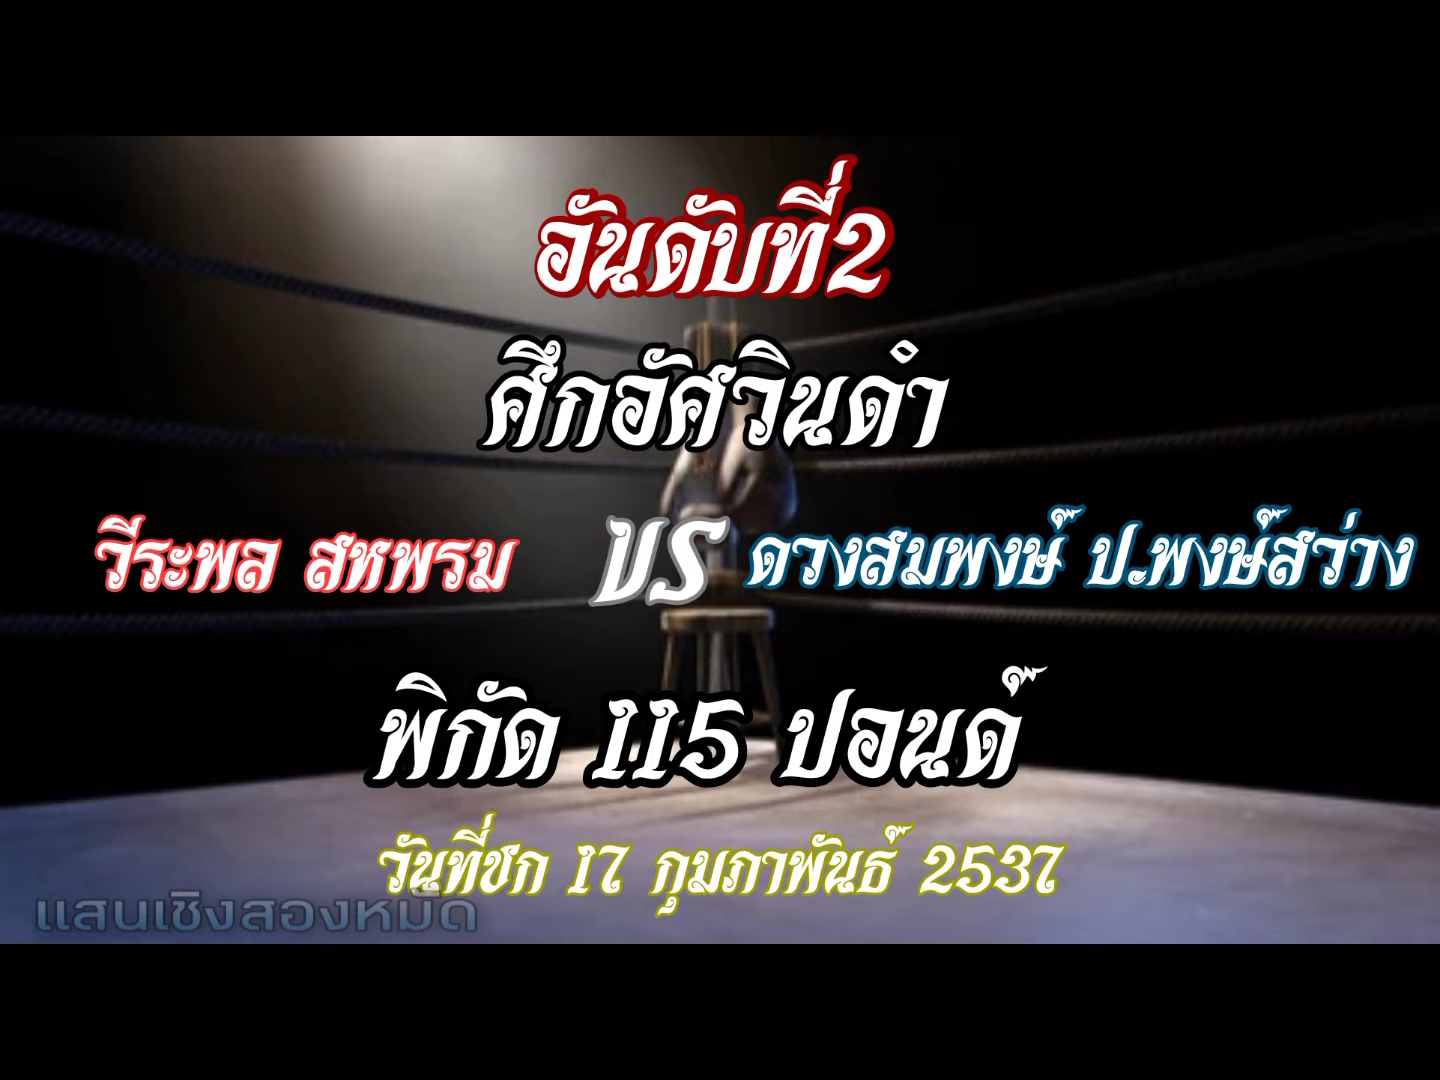 อันดับที่2
ศึกอัศวินดำ
วีระพล สหพรม VS ดวงสมพงษ์ ป.พงษ์สว่าง
พิกัด 115 ปอนด์
วันที่ชก 17 กุมภาพันธ์ 2537
แสนเชิงสองหมัด